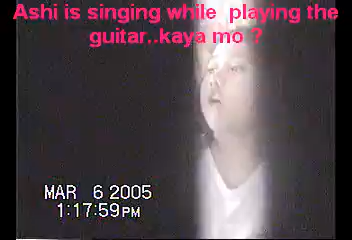 Ashi is singing while playing the
guitar..kaya mo ?
MAR 6 2005
1:17:59PM